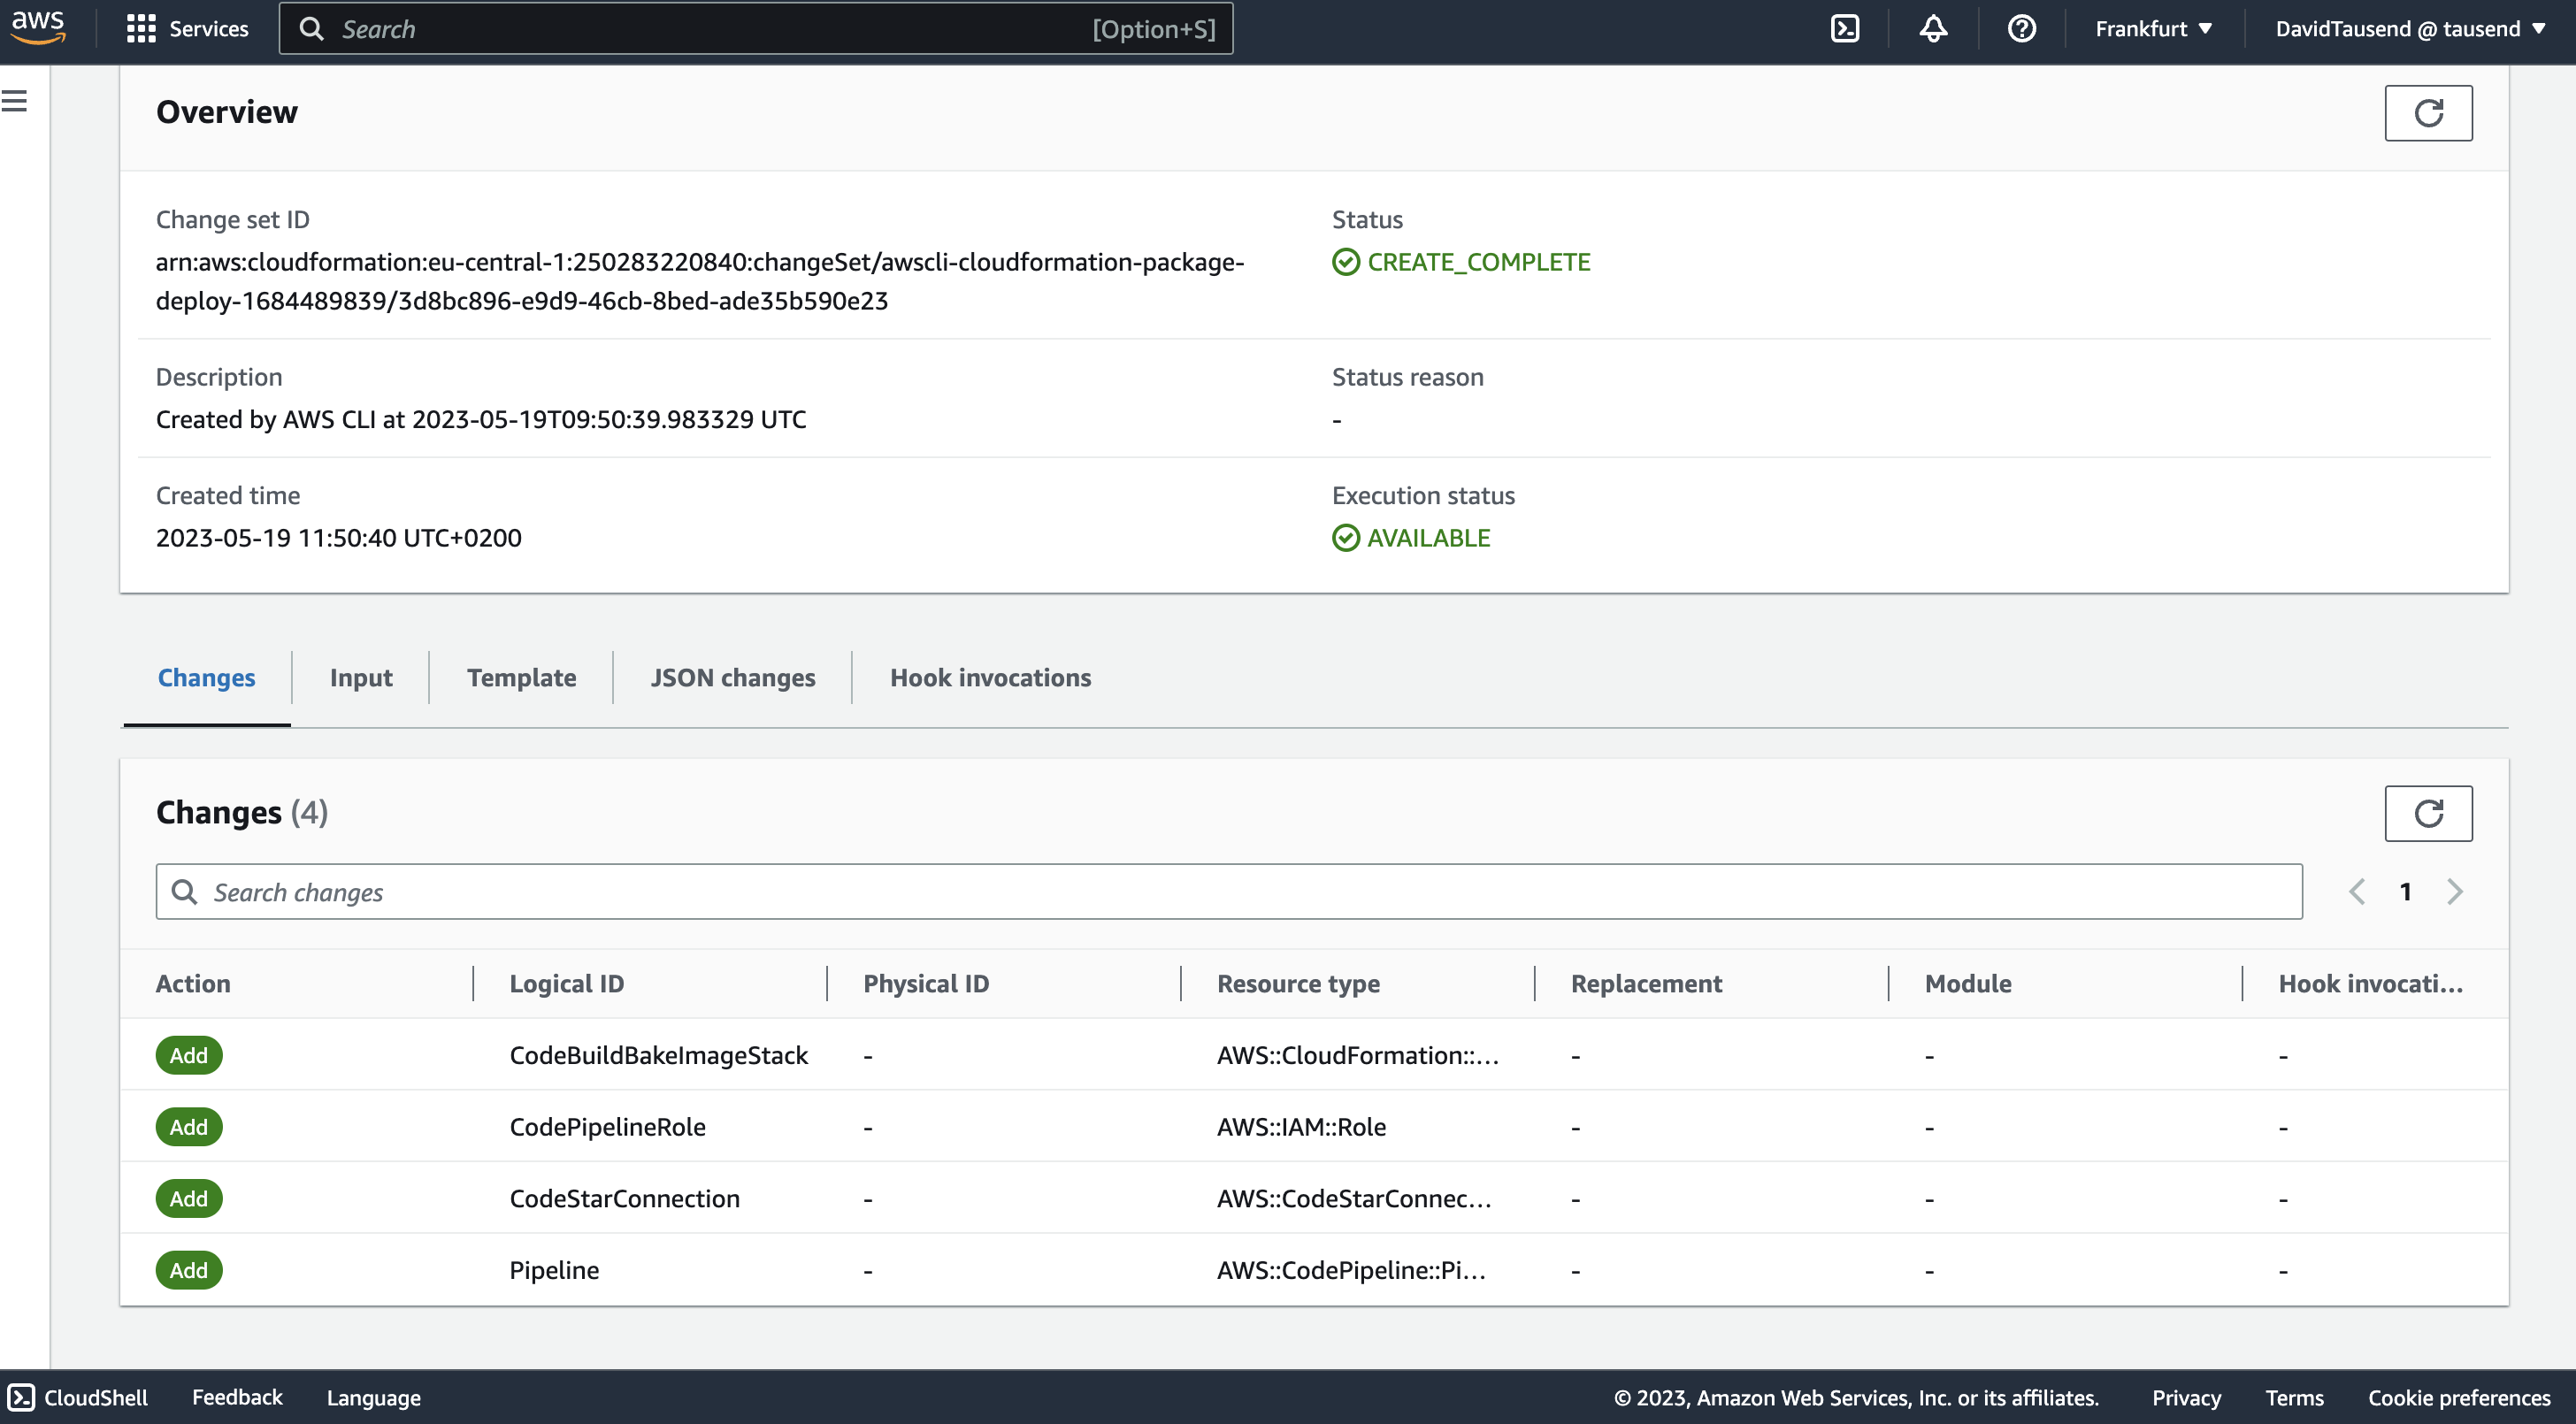 aws Services Search [Option+S] Frankfurt ▼ DavidTausend @ tausend ▼
Overview
Change set ID
arn:aws:cloudformation:eu-central-1:250283220840:changeSet/awscli-cloudformation-package-
deploy-1684489839/3d8bc896-e9d9-46cb-8bed-ade35b590e23
Status
CREATE_COMPLETE
Description
Created by AWS CLI at 2023-05-19T09:50:39.983329 UTC
Status reason
-
Created time
2023-05-19 11:50:40 UTC+0200
Execution status
AVAILABLE
Changes Input Template JSON changes Hook invocations
Changes (4)
Search changes 1
Action Logical ID Physical ID Resource type Replacement Module Hook invocati...
Add CodeBuildBakeImageStack - AWS::CloudFormation::... - - -
Add CodePipelineRole - AWS::IAM::Role - - -
Add CodeStarConnection - AWS::CodeStarConnec... - - -
Add Pipeline - AWS::CodePipeline::Pi... - - -
CloudShell Feedback Language © 2023, Amazon Web Services, Inc. or its affiliates. Privacy Terms Cookie preferences